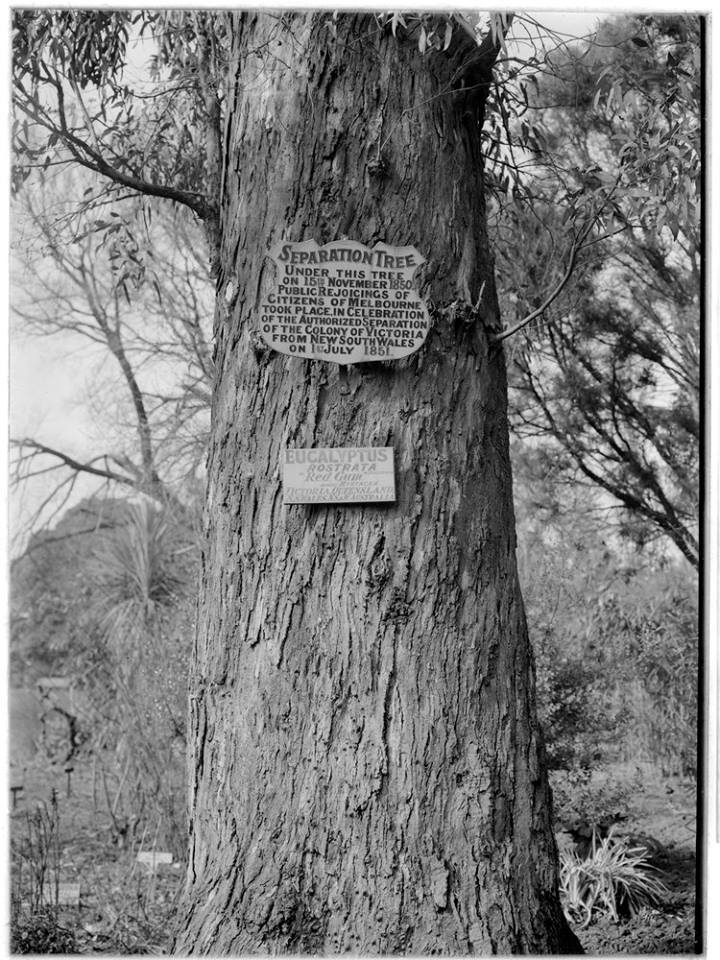 SEPARATION TREE
UNDER THIS TREE
ON 15TH NOVEMBER 1850,
PUBLIC REJOICINGS OF
CITIZENS OF MELBOURNE
TOOK PLACE, IN CELEBRATION
OF THE AUTHORIZED SEPARATION
OF THE COLONY OF VICTORIA
FROM NEW SOUTH WALES
ON 1ST JULY 1851.
EUCALYPTUS
ROSTRATA
"Red Gum"
VICTORIA, QUEENSLAND
N.S.WALES, S.N.& W. AUSTRALIA